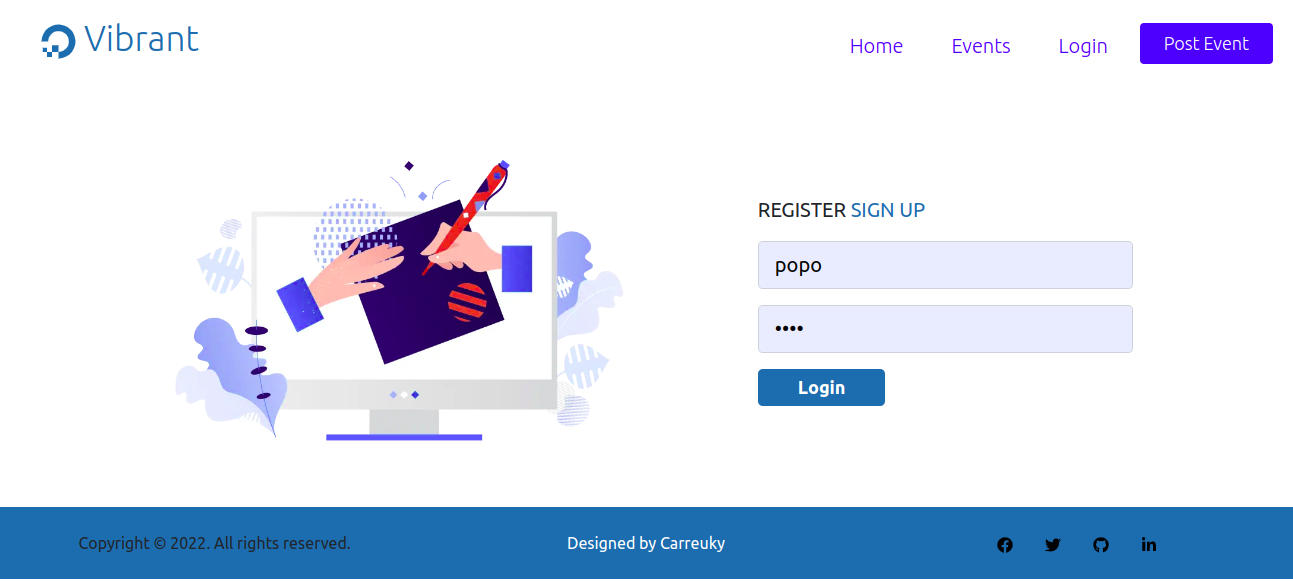 Vibrant
Home Events Login Post Event
REGISTER SIGN UP
popo
••••
Login
Copyright © 2022. All rights reserved. Designed by Carreuky